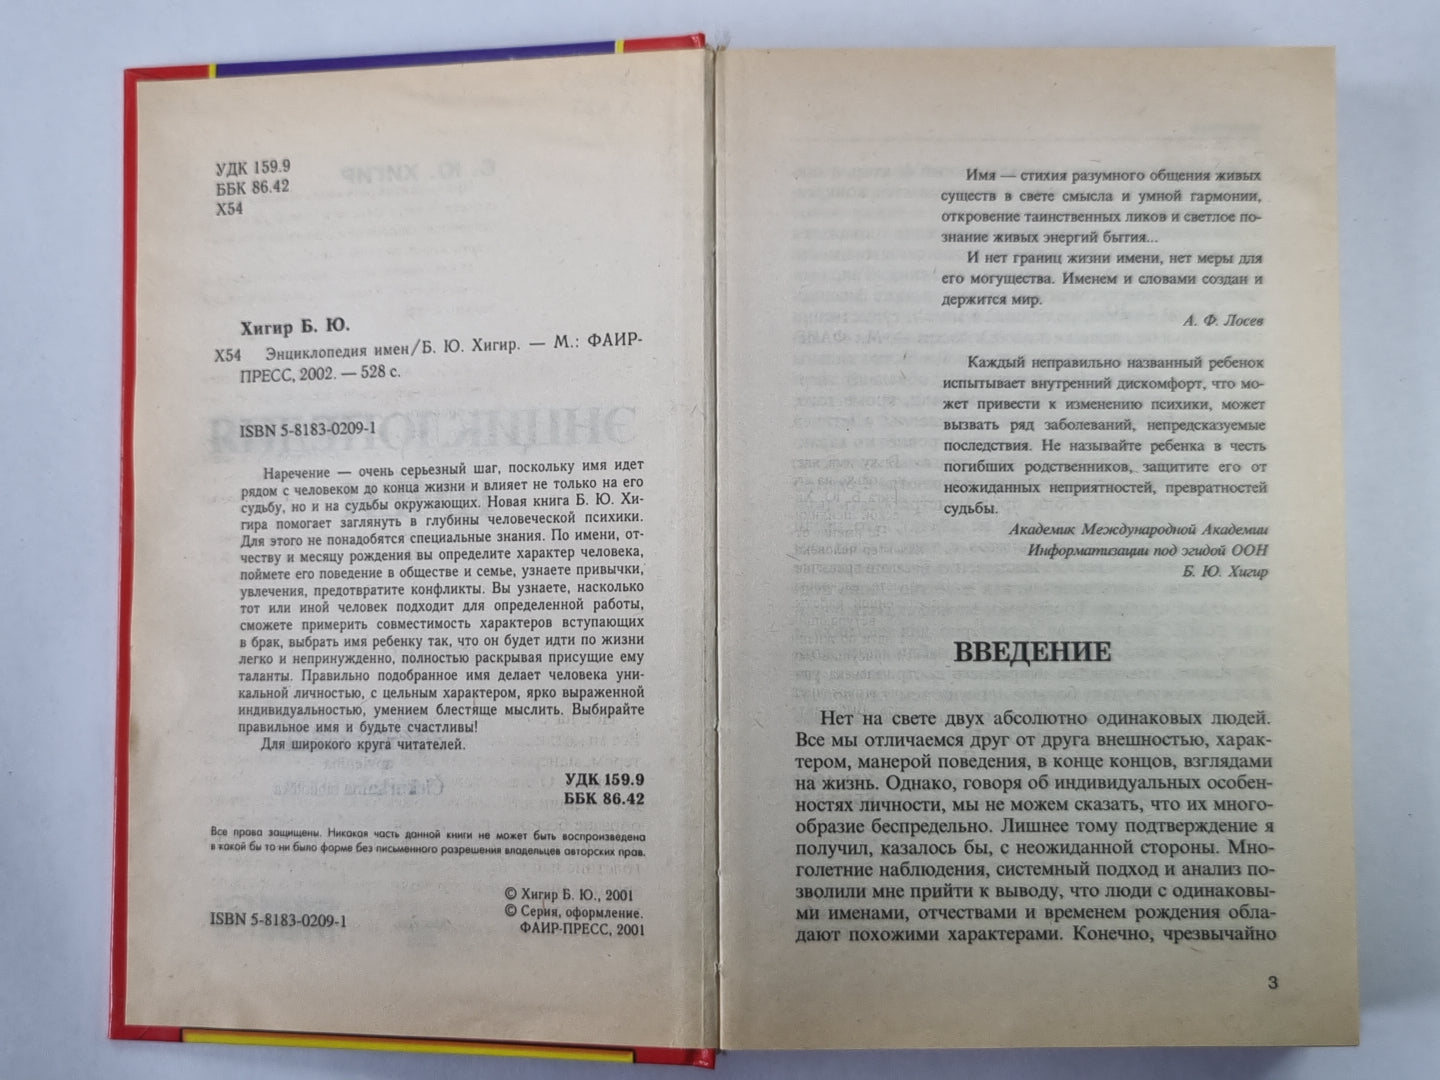 УДК 159.9
ББК 86.42
Х54
Хигир Б. Ю.
Х54 Энциклопедия имен/Б. Ю. Хигир. — М.: ФАИР-
ПРЕСС, 2002. — 528 с.
ISBN 5-8183-0209-1
Наречение — очень серьезный шаг, поскольку имя идет
рядом с человеком до конца жизни и влияет не только на его
судьбу, но и на судьбы окружающих. Новая книга Б. Ю. Хи-
гира помогает заглянуть в глубины человеческой психики.
Для этого не понадобятся специальные знания. По имени, от-
честву и месяцу рождения вы определите характер человека,
поймете его поведение в обществе и семье, узнаете привычки,
увлечения, предотвратите конфликты. Вы узнаете, насколько
тот или иной человек подходит для определенной работы,
сможете примерить совместимость характеров вступающих
в брак, выбрать имя ребенку так, что он будет идти по жизни
легко и непринужденно, полностью раскрывая присущие ему
таланты. Правильно подобранное имя делает человека уни-
кальной личностью, с цельным характером, ярко выраженной
индивидуальностью, умением блестяще мыслить. Выбирайте
правильное имя и будьте счастливы!
Для широкого круга читателей.
УДК 159.9
ББК 86.42
Все права защищены. Никакая часть данной книги не может быть воспроизведена
в какой бы то ни было форме без письменного разрешения владельцев авторских прав.
© Хигир Б. Ю., 2001
© Серия, оформление.
ISBN 5-8183-0209-1 ФАИР-ПРЕСС, 2001
Имя — стихия разумного общения живых
существ в свете смысла и умной гармонии,
откровение таинственных ликов и светлое по-
знание живых энергий бытия...
И нет границ жизни имени, нет меры для
его могущества. Именем и словами создан и
держится мир.
А. Ф. Лосев
Каждый неправильно названный ребенок
испытывает внутренний дискомфорт, что мо-
жет привести к изменению психики, может
вызвать ряд заболеваний, непредсказуемые
последствия. Не называйте ребенка в честь
погибших родственников, защитите его от
неожиданных неприятностей, превратностей
судьбы.
Академик Международной Академии
Информатизации под эгидой ООН
Б. Ю. Хигир
ВВЕДЕНИЕ
Нет на свете двух абсолютно одинаковых людей.
Все мы отличаемся друг от друга внешностью, харак-
тером, манерой поведения, в конце концов, взглядами
на жизнь. Однако, говоря об индивидуальных особен-
ностях личности, мы не можем сказать, что их много-
образие беспредельно. Лишнее тому подтверждение я
получил, казалось бы, с неожиданной стороны. Мно-
голетние наблюдения, системный подход и анализ по-
зволили мне прийти к выводу, что люди с одинаковы-
ми именами, отчествами и временем рождения обла-
дают похожими характерами. Конечно, чрезвычайно
3